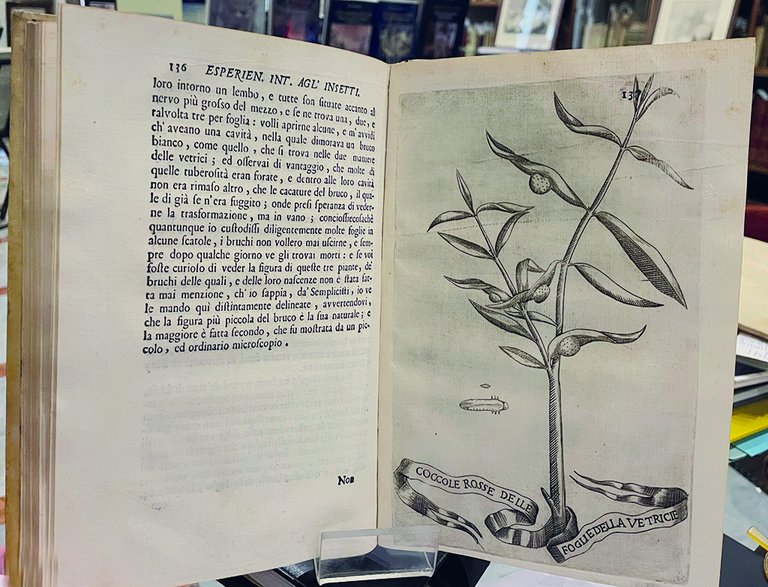 136 ESPERIEN. INT. AGL' INSETTI,
loro intorno un lembo, e tutte son situate accanto al
nervo più grosso del mezzo, e se ne trova una, due, e
talvolta tre per foglia: volli aprirne alcune, e m'avvidi
ch'aveano una cavità, nella quale dimorava un bruco
bianco, come quello, che si trova nelle due maniere
delle vetrici; ed osservai di vantaggio, che molte di
quelle tuberosità eran forate, e dentro alle loro cavità
non era rimaso altro, che le cacature del bruco, il qua-
le di già se n'era fuggito; onde presi speranza di veder-
ne la trasformazione, ma in vano; conciossiecosachè
quantunque io custodissi diligentemente molte foglie in
alcune scatole, i bruchi non vollero mai uscirne, e sem-
pre dopo qualche giorno ve gli trovai morti: e se voi
foste curioso di veder la figura di queste tre piante, de'
bruchi delle quali, e delle loro nascenze non è stata fat-
ta mai menzione, ch'io sappia, da' Semplicisti, io ve
le mando qui distintamente delineate, avvertendovi,
che la figura più piccola del bruco è la sua naturale; e
la maggiore è fatta secondo, che fu mostrata da un pic-
colo, ed ordinario microscopio.
Non
137
COCCOLE ROSSE DELLE
FOGLIE DELLA VETRICIE